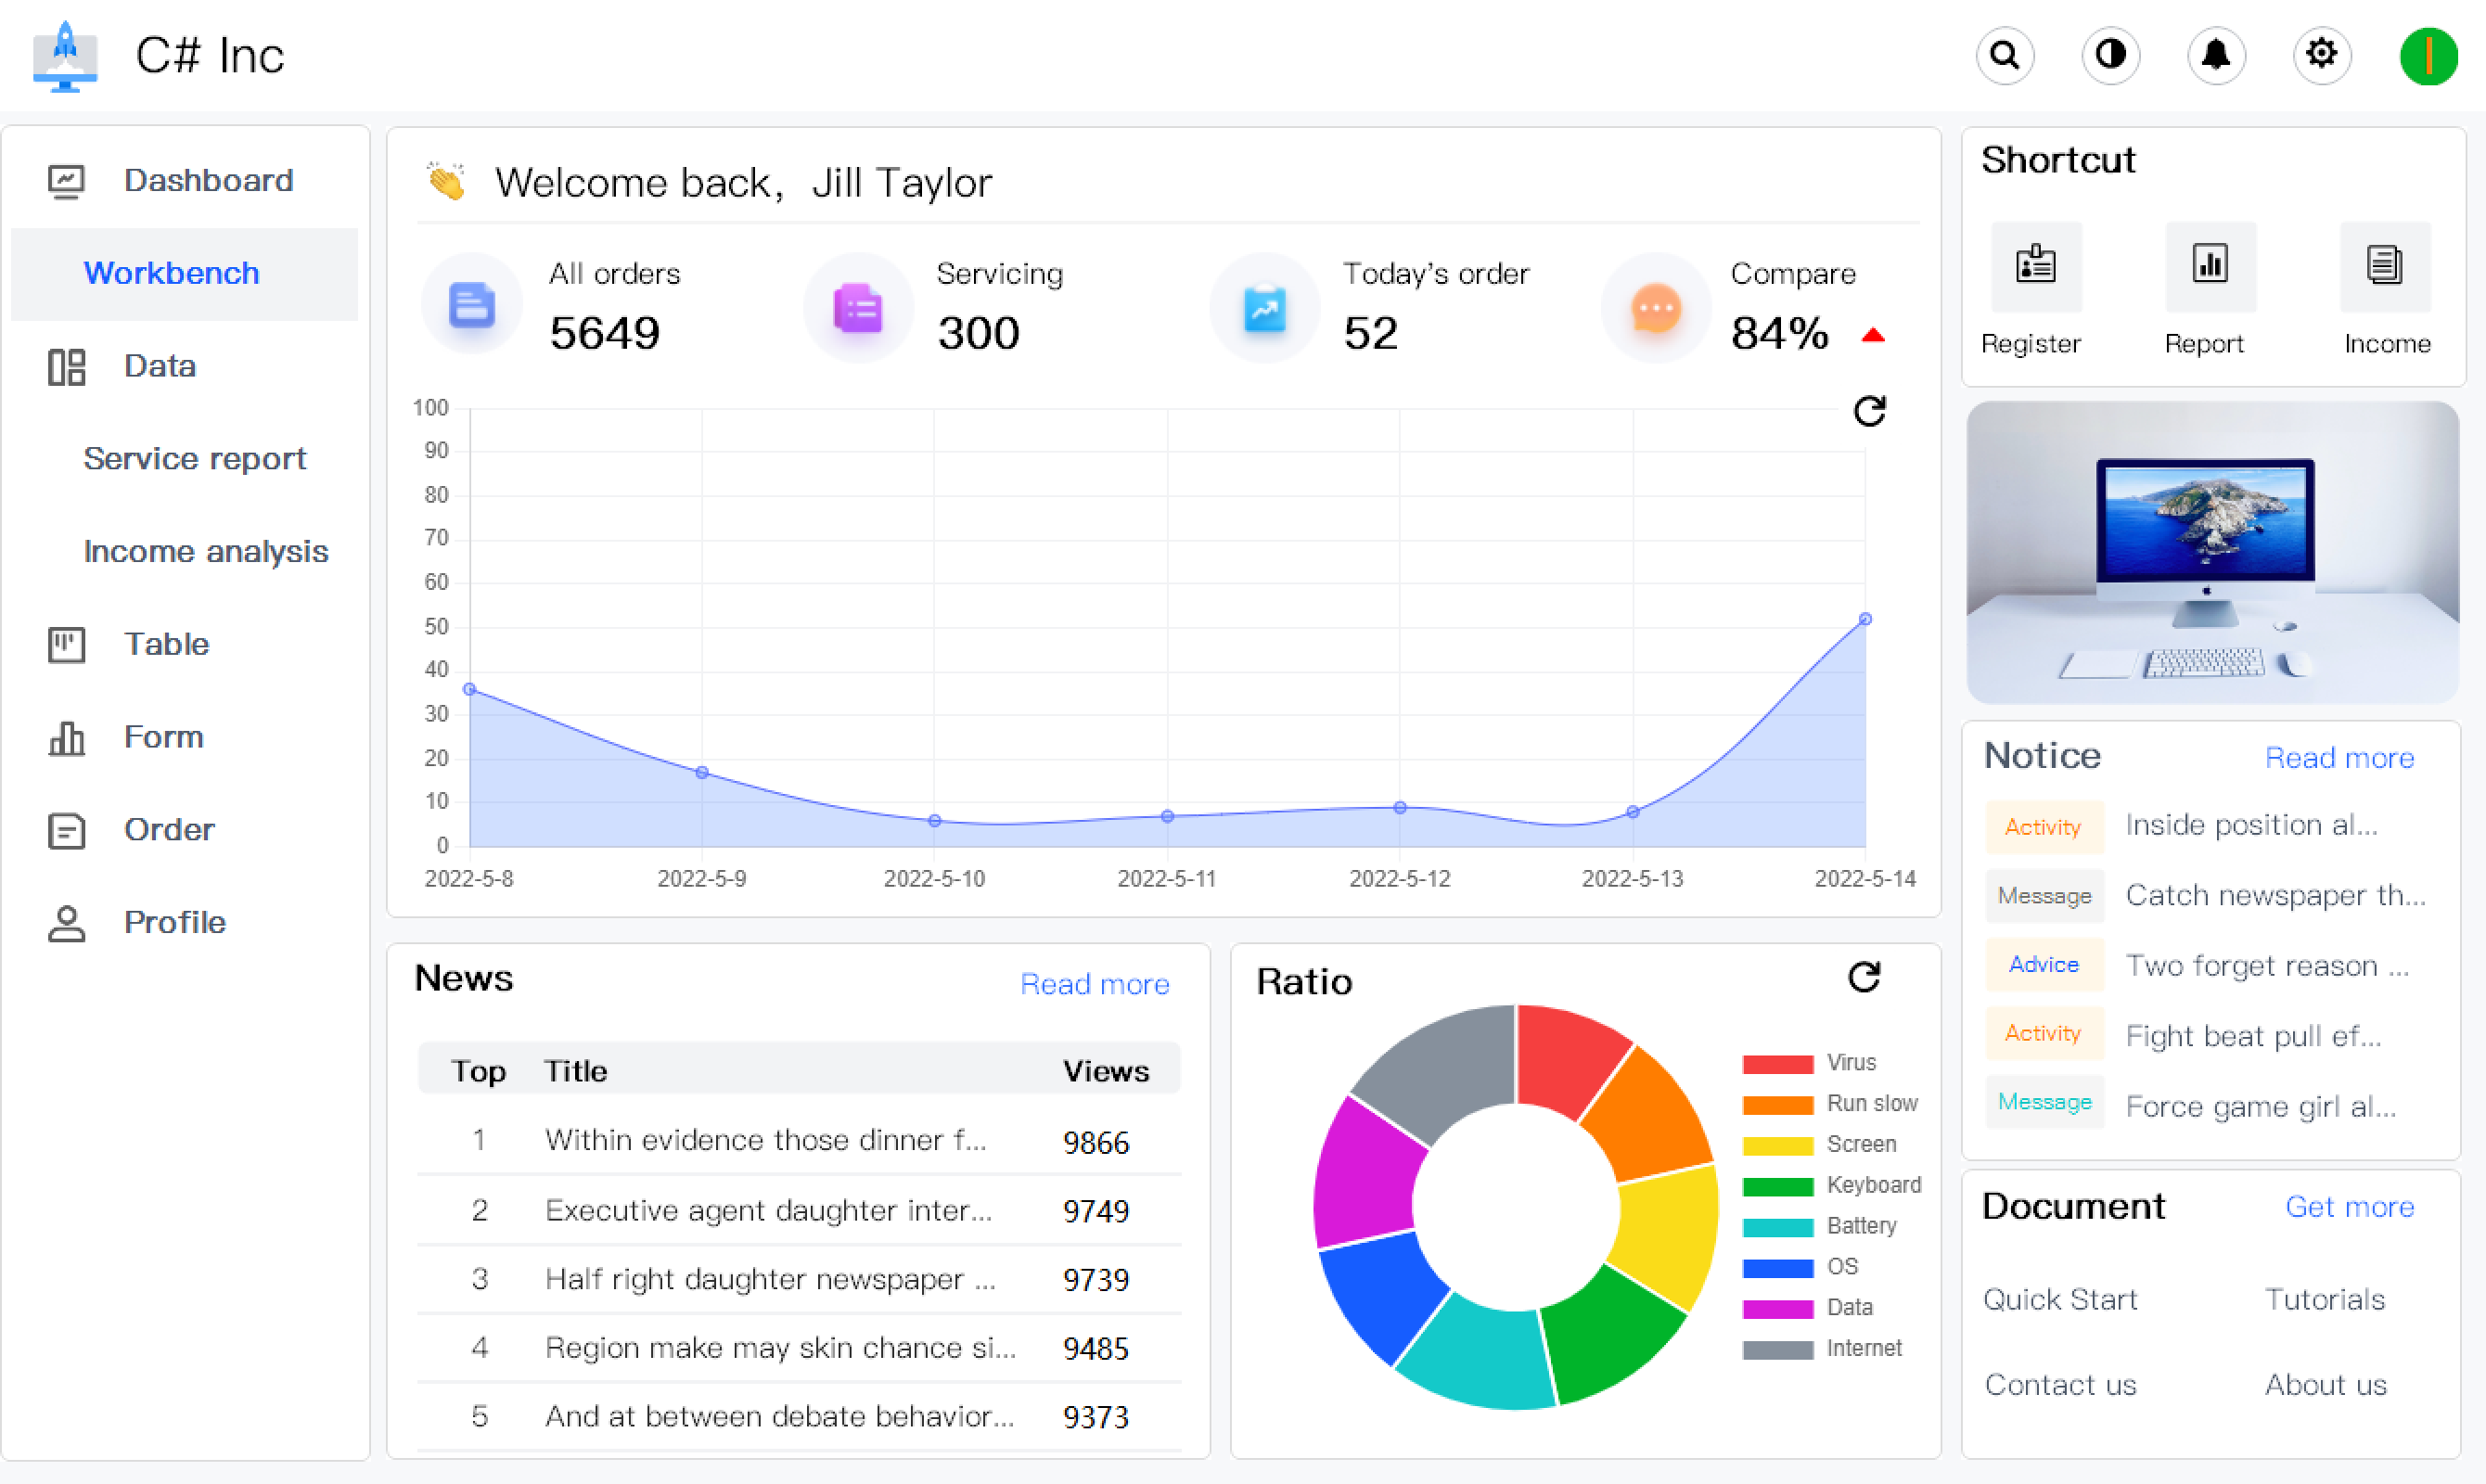 C# Inc
Dashboard
Workbench
Data
Service report
Income analysis
Table
Form
Order
Profile
Welcome back, Jill Taylor
All orders
5649
Servicing
300
Today's order
52
Compare
84%
100
90
80
70
60
50
40
30
20
10
0
2022-5-8
2022-5-9
2022-5-10
2022-5-11
2022-5-12
2022-5-13
2022-5-14
News
Read more
Top Title Views
1 Within evidence those dinner f... 9866
2 Executive agent daughter inter... 9749
3 Half right daughter newspaper ... 9739
4 Region make may skin chance si... 9485
5 And at between debate behavior... 9373
Ratio
Virus
Run slow
Screen
Keyboard
Battery
OS
Data
Internet
Shortcut
Register
Report
Income
Notice
Read more
Activity Inside position al...
Message Catch newspaper th...
Advice Two forget reason ...
Activity Fight beat pull ef...
Message Force game girl al...
Document
Get more
Quick Start
Tutorials
Contact us
About us